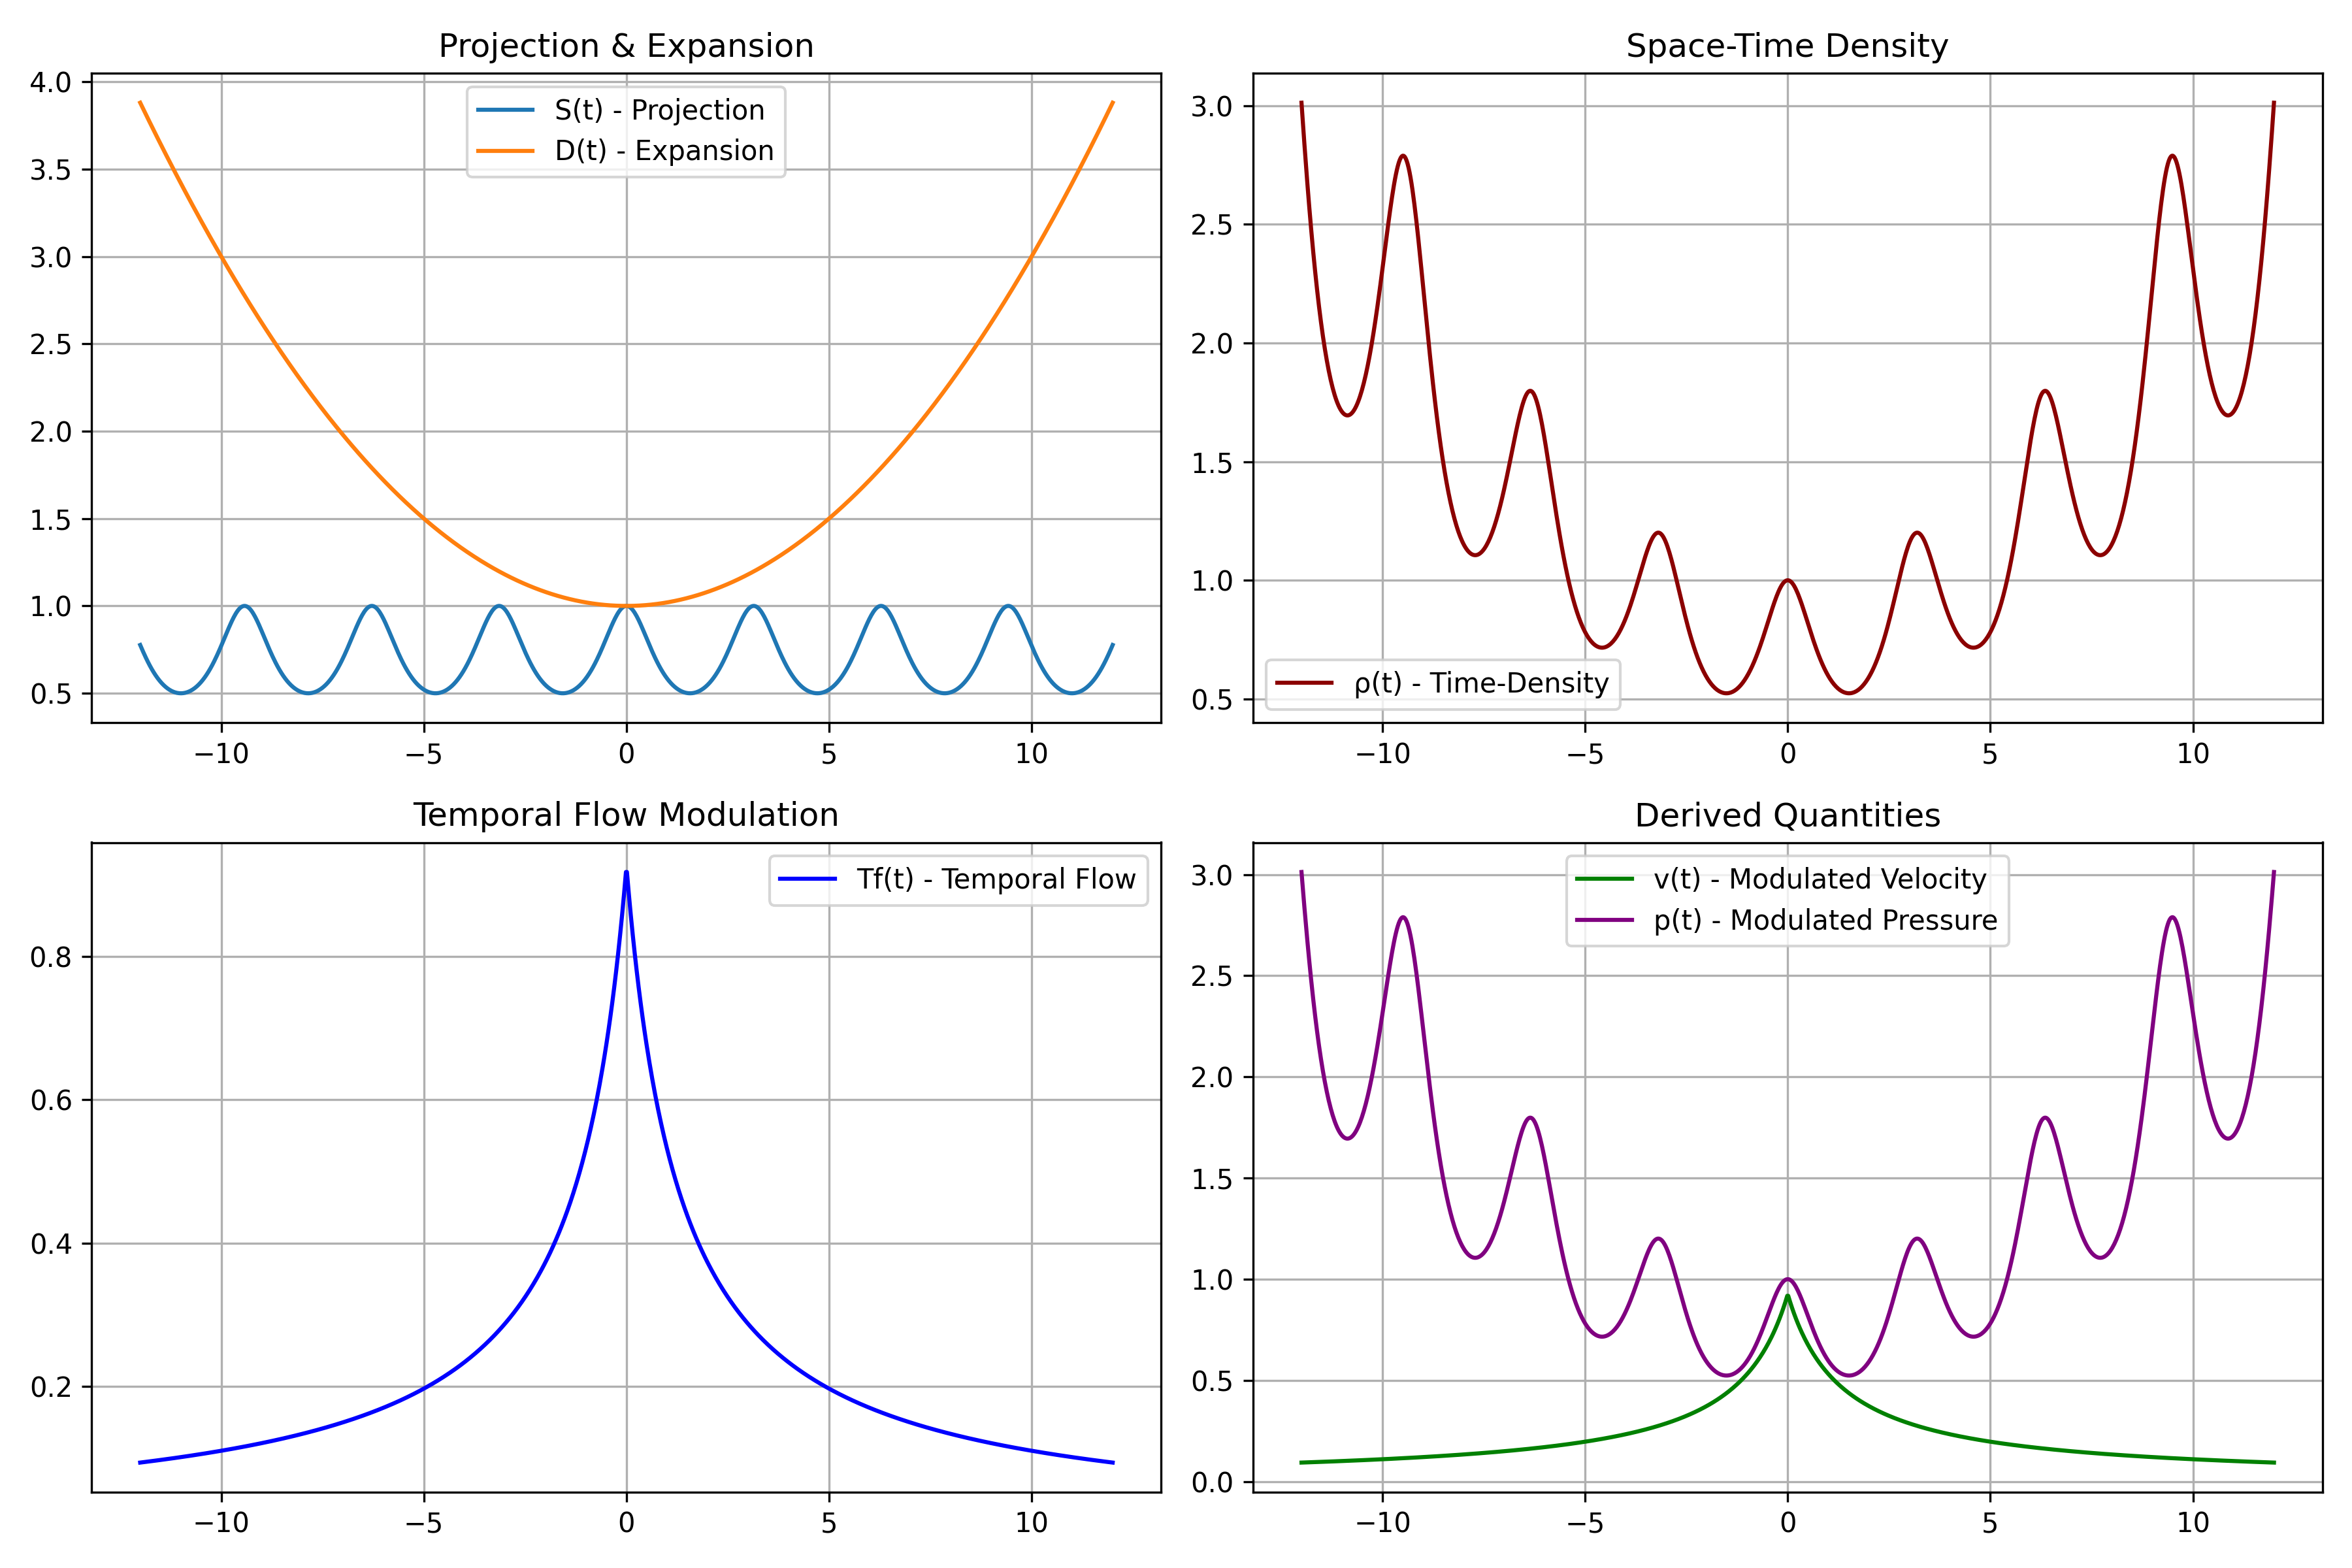 Projection & Expansion
4.0
3.5
3.0
2.5
2.0
1.5
1.0
0.5
S(t) - Projection
D(t) - Expansion
−10 −5 0 5 10
Space-Time Density
3.0
2.5
2.0
1.5
1.0
0.5
ρ(t) - Time-Density
−10 −5 0 5 10
Temporal Flow Modulation
Tf(t) - Temporal Flow
0.8
0.6
0.4
0.2
−10 −5 0 5 10
Derived Quantities
v(t) - Modulated Velocity
p(t) - Modulated Pressure
3.0
2.5
2.0
1.5
1.0
0.5
0.0
−10 −5 0 5 10